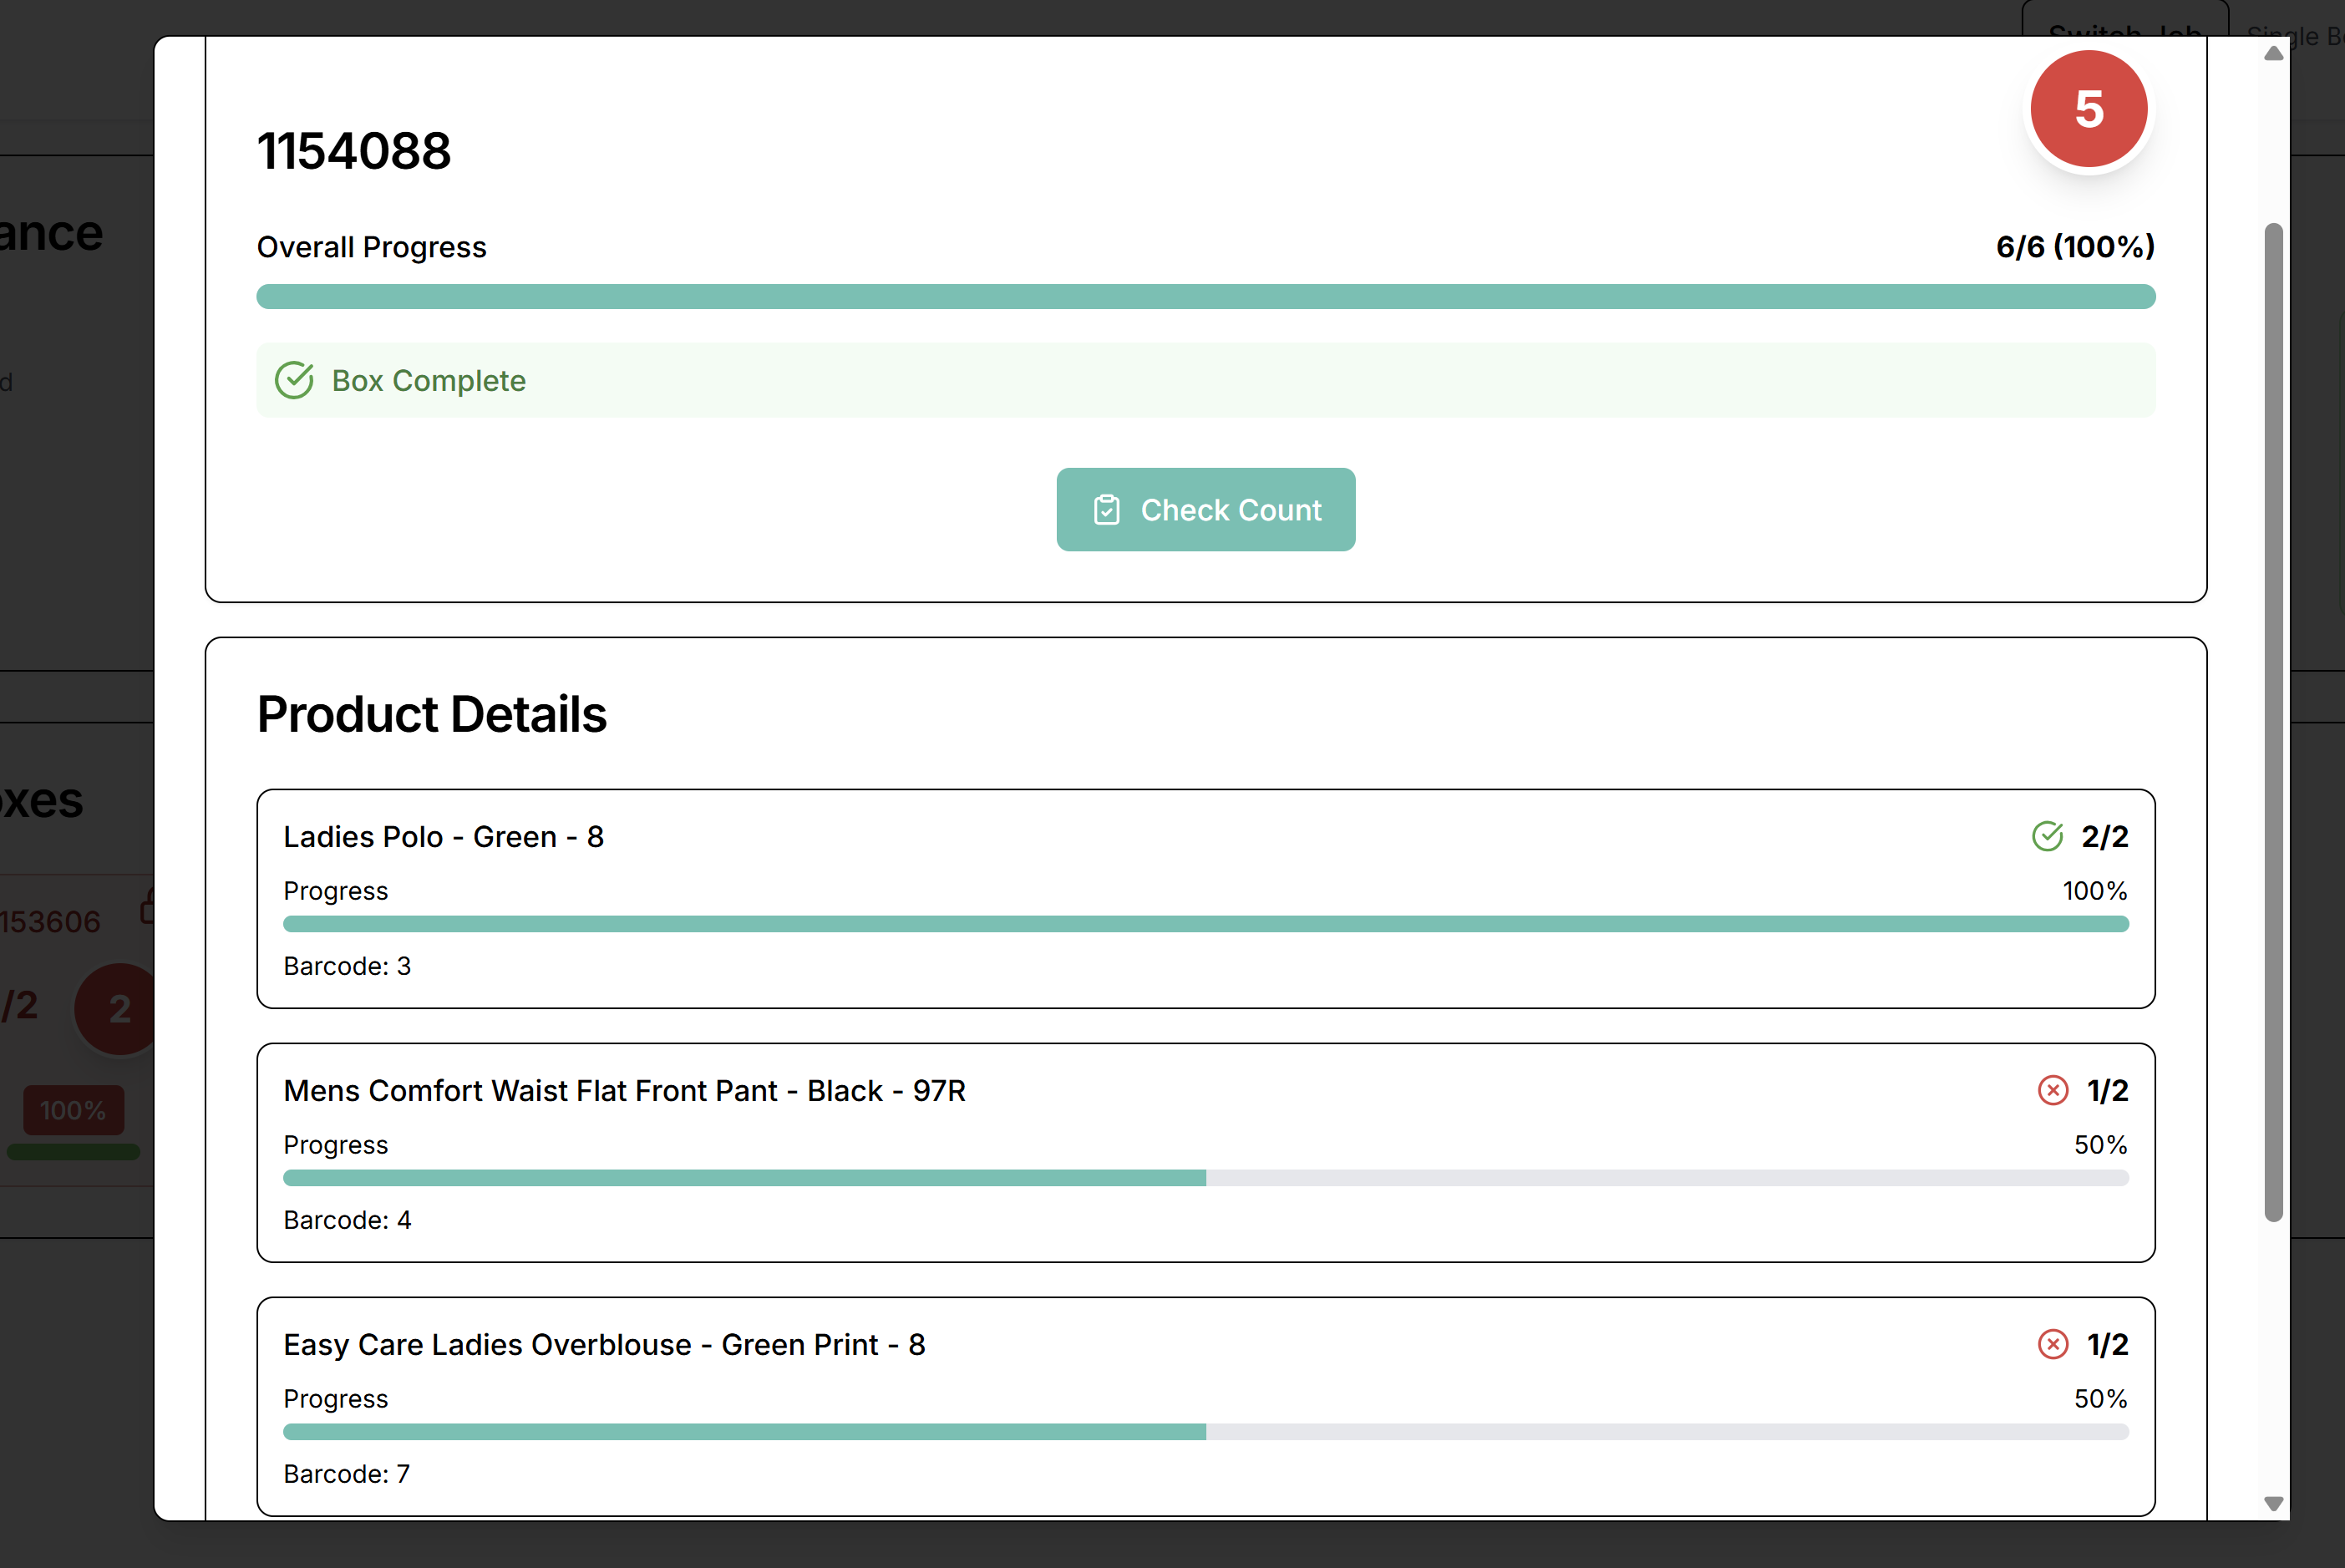 Switch Job
Single B
5
1154088
Overall Progress
6/6 (100%)
Box Complete
Check Count
Product Details
Ladies Polo - Green - 8
2/2
Progress
100%
Barcode: 3
Mens Comfort Waist Flat Front Pant - Black - 97R
1/2
Progress
50%
Barcode: 4
Easy Care Ladies Overblouse - Green Print - 8
1/2
Progress
50%
Barcode: 7
ance
d
oxes
153606
/2
2
100%